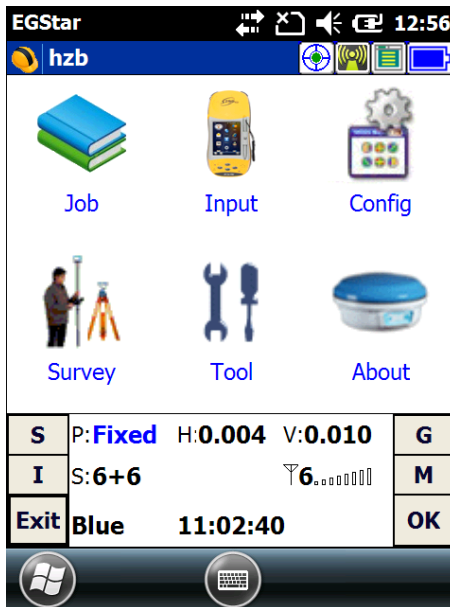 EGStar 12:56
hzb
Job Input Config
Survey Tool About
S P:Fixed H:0.004 V:0.010 G
I S:6+6 6 M
Exit Blue 11:02:40 OK